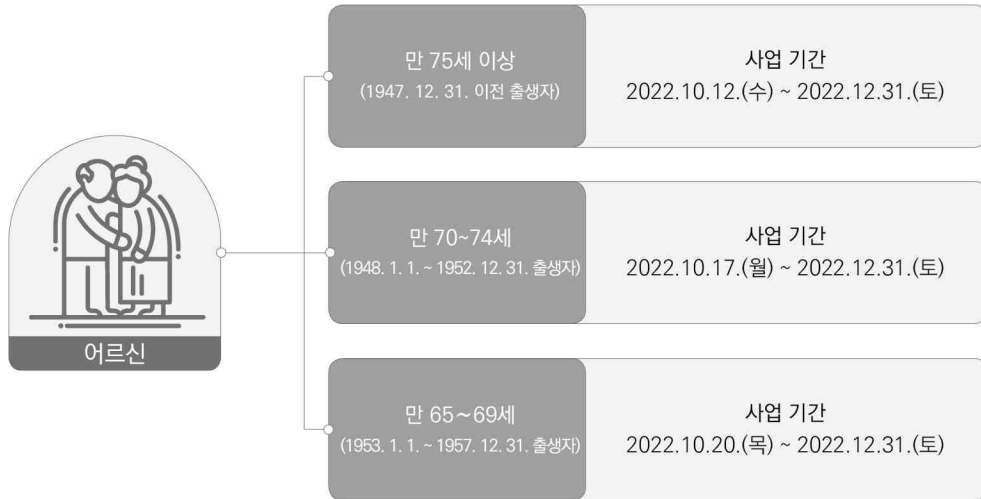 만 75세 이상
(1947. 12. 31. 이전 출생자)
사업 기간
2022.10.12.(수) ~ 2022.12.31.(토)
만 70~74세
(1948. 1. 1. ~ 1952. 12. 31. 출생자)
사업 기간
2022.10.17.(월) ~ 2022.12.31.(토)
어르신
만 65~69세
(1953. 1. 1. ~ 1957. 12. 31. 출생자)
사업 기간
2022.10.20.(목) ~ 2022.12.31.(토)